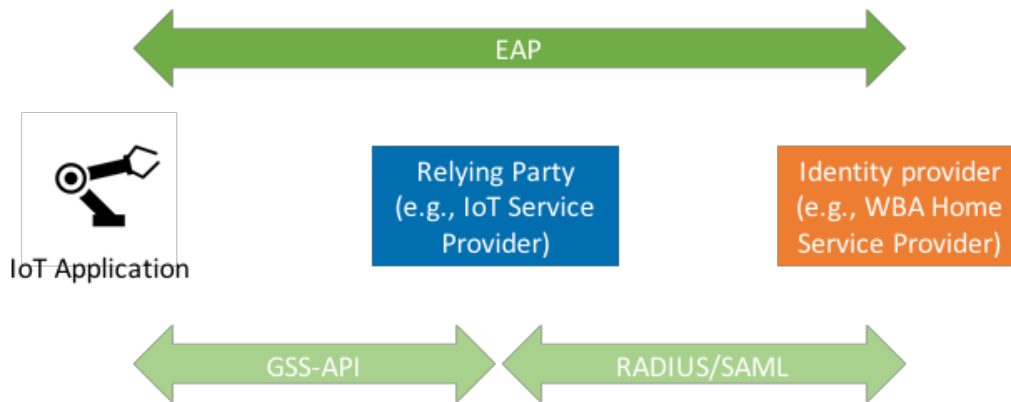 EAP
Relying Party
(e.g., IoT Service
Provider)
Identity provider
(e.g., WBA Home
Service Provider)
IoT Application
GSS-API
RADIUS/SAML